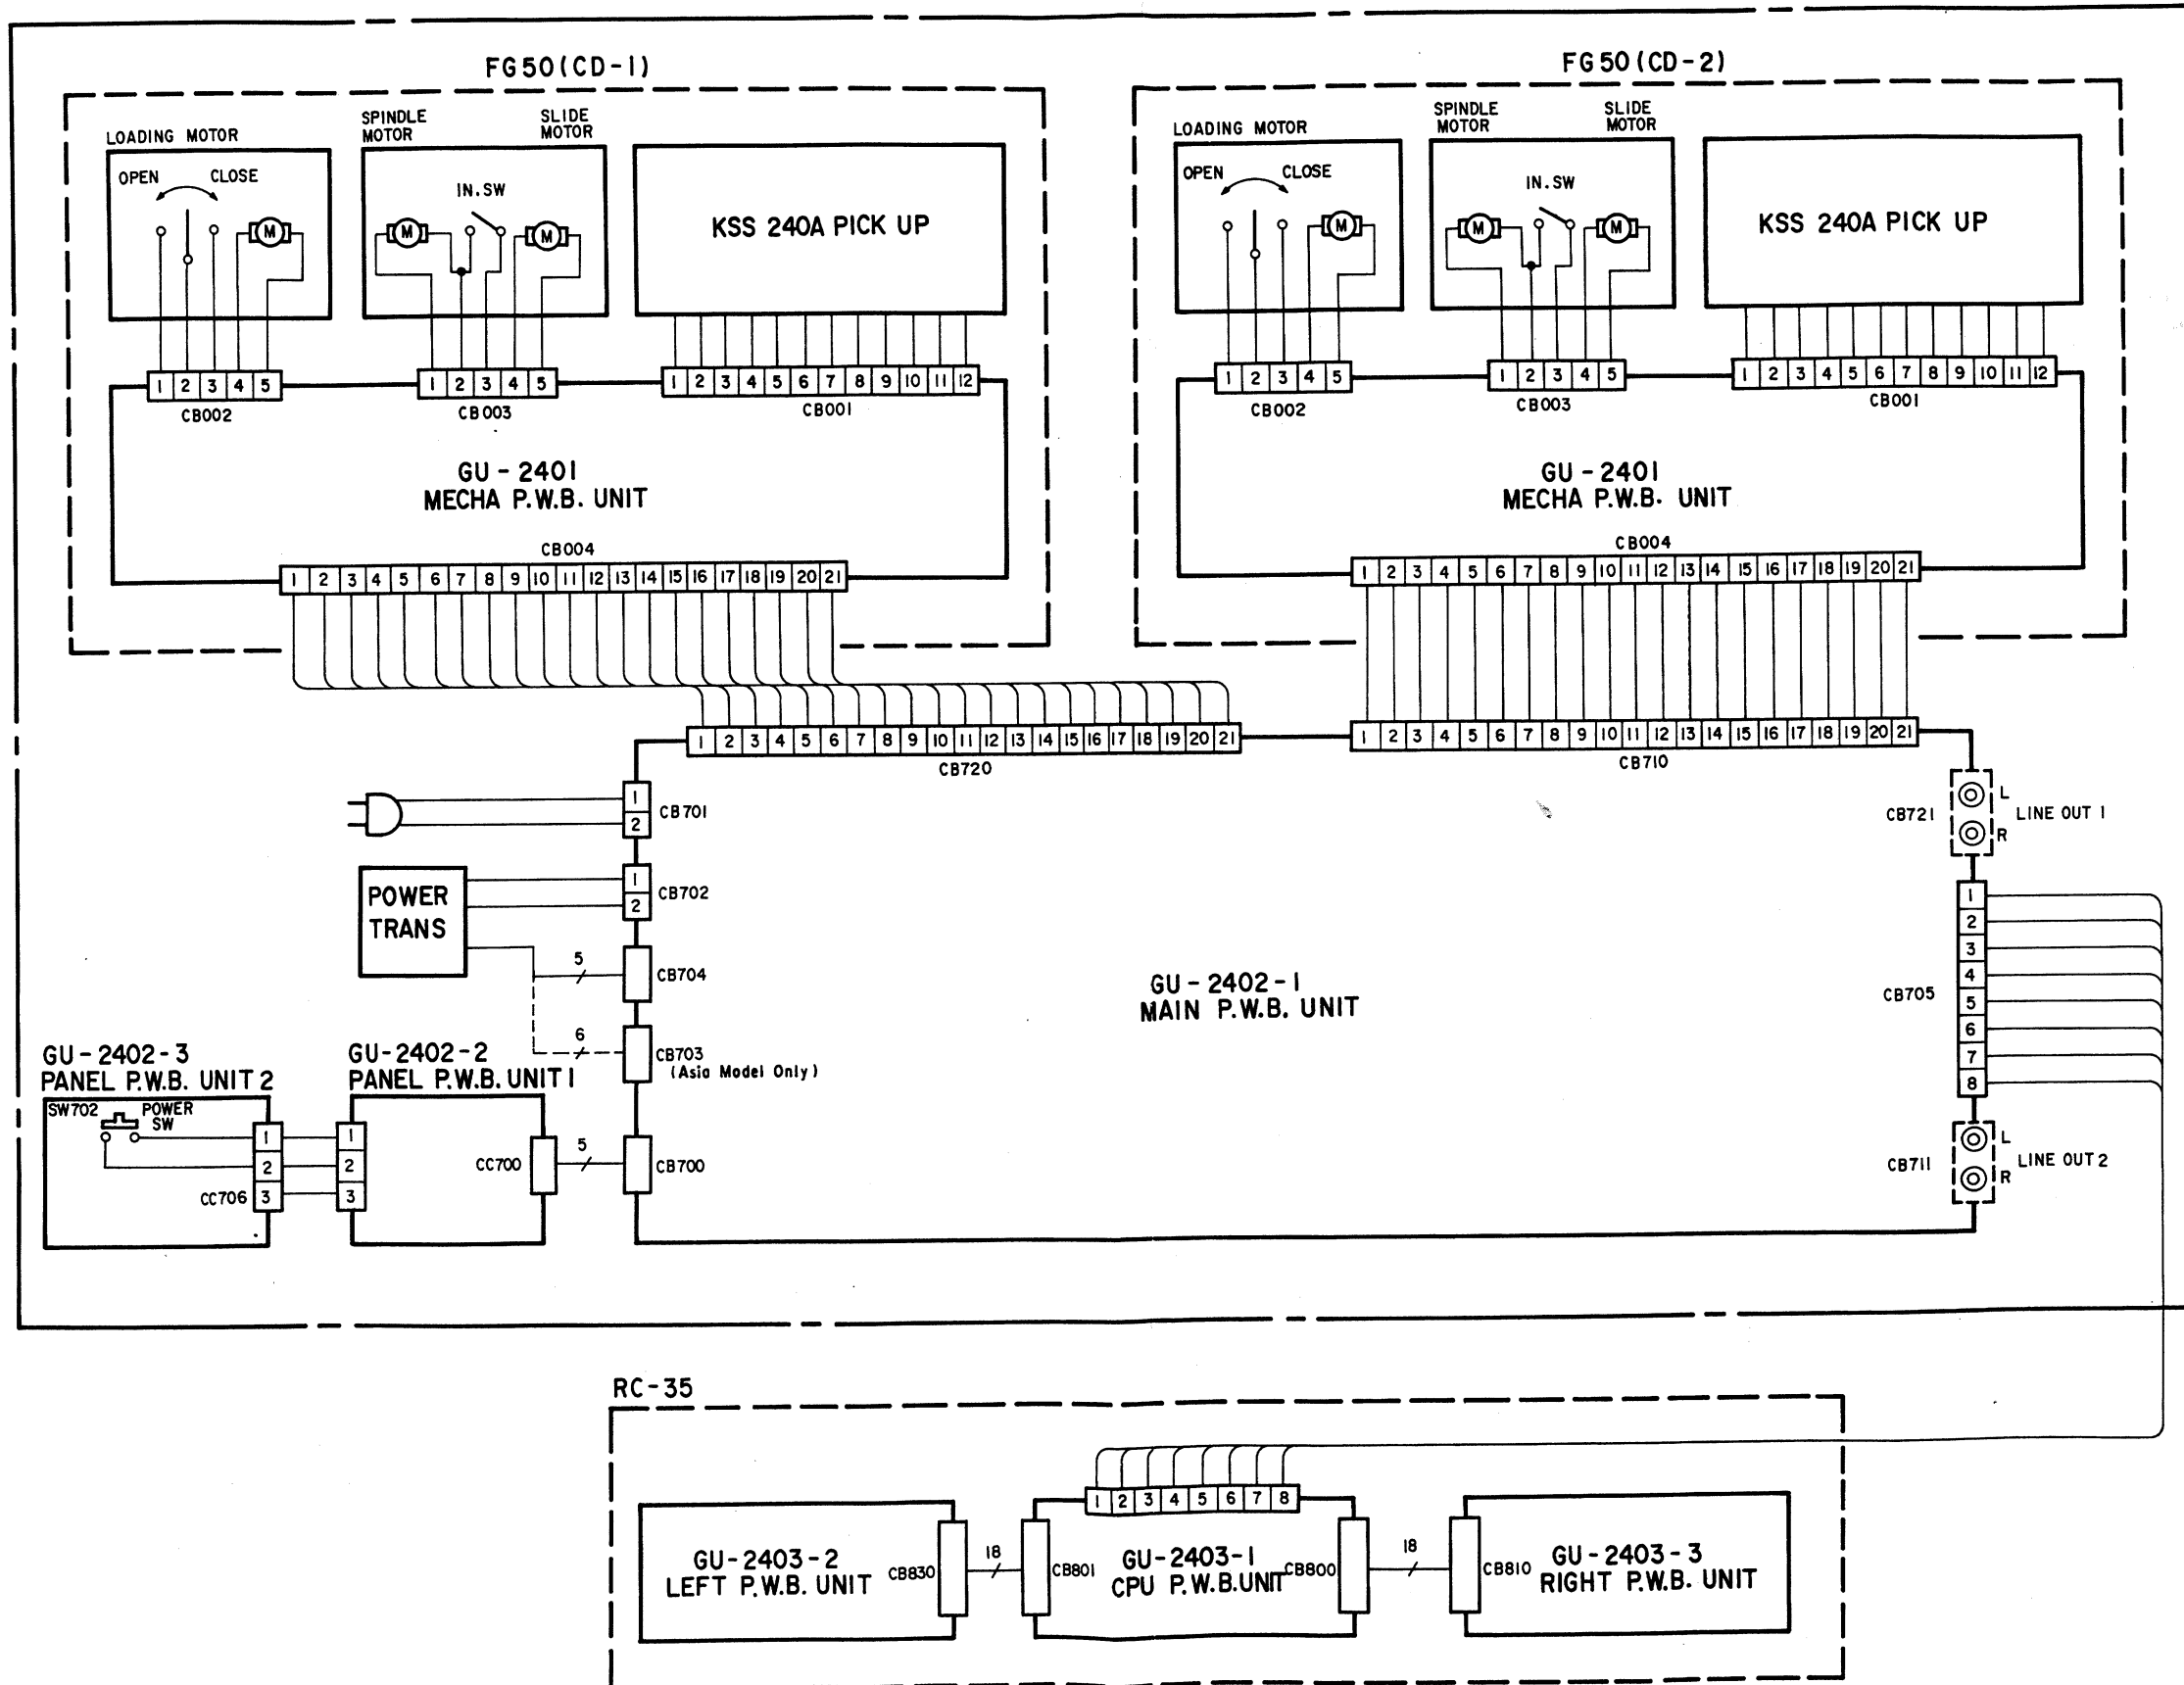 FG50(CD-1)
LOADING MOTOR
OPEN CLOSE
M
SPINDLE MOTOR
SLIDE MOTOR
IN.SW
M M
KSS 240A PICK UP
1 2 3 4 5
CB002
1 2 3 4 5
CB003
1 2 3 4 5 6 7 8 9 10 11 12
CB001
GU-2401
MECHA P.W.B. UNIT
CB004
1 2 3 4 5 6 7 8 9 10 11 12 13 14 15 16 17 18 19 20 21
FG50(CD-2)
LOADING MOTOR
OPEN CLOSE
M
SPINDLE MOTOR
SLIDE MOTOR
IN.SW
M M
KSS 240A PICK UP
1 2 3 4 5
CB002
1 2 3 4 5
CB003
1 2 3 4 5 6 7 8 9 10 11 12
CB001
GU-2401
MECHA P.W.B. UNIT
CB004
1 2 3 4 5 6 7 8 9 10 11 12 13 14 15 16 17 18 19 20 21
1 2 3 4 5 6 7 8 9 10 11 12 13 14 15 16 17 18 19 20 21
CB720
1 2 3 4 5 6 7 8 9 10 11 12 13 14 15 16 17 18 19 20 21
CB710
1
2
CB701
POWER
TRANS
1
2
CB702
5
CB704
6
CB703
(Asia Model Only)
GU-2402-1
MAIN P.W.B. UNIT
CB721
L
R
LINE OUT 1
CB705
1
2
3
4
5
6
7
8
CB711
L
R
LINE OUT 2
GU-2402-3
PANEL P.W.B. UNIT 2
SW702
POWER
SW
CC706
1
2
3
GU-2402-2
PANEL P.W.B. UNIT 1
1
2
3
CC700
5
CB700
RC-35
1 2 3 4 5 6 7 8
GU-2403-2
LEFT P.W.B. UNIT
CB830
18
CB801
GU-2403-1
CPU P.W.B.UNIT
CB800
18
CB810
GU-2403-3
RIGHT P.W.B. UNIT